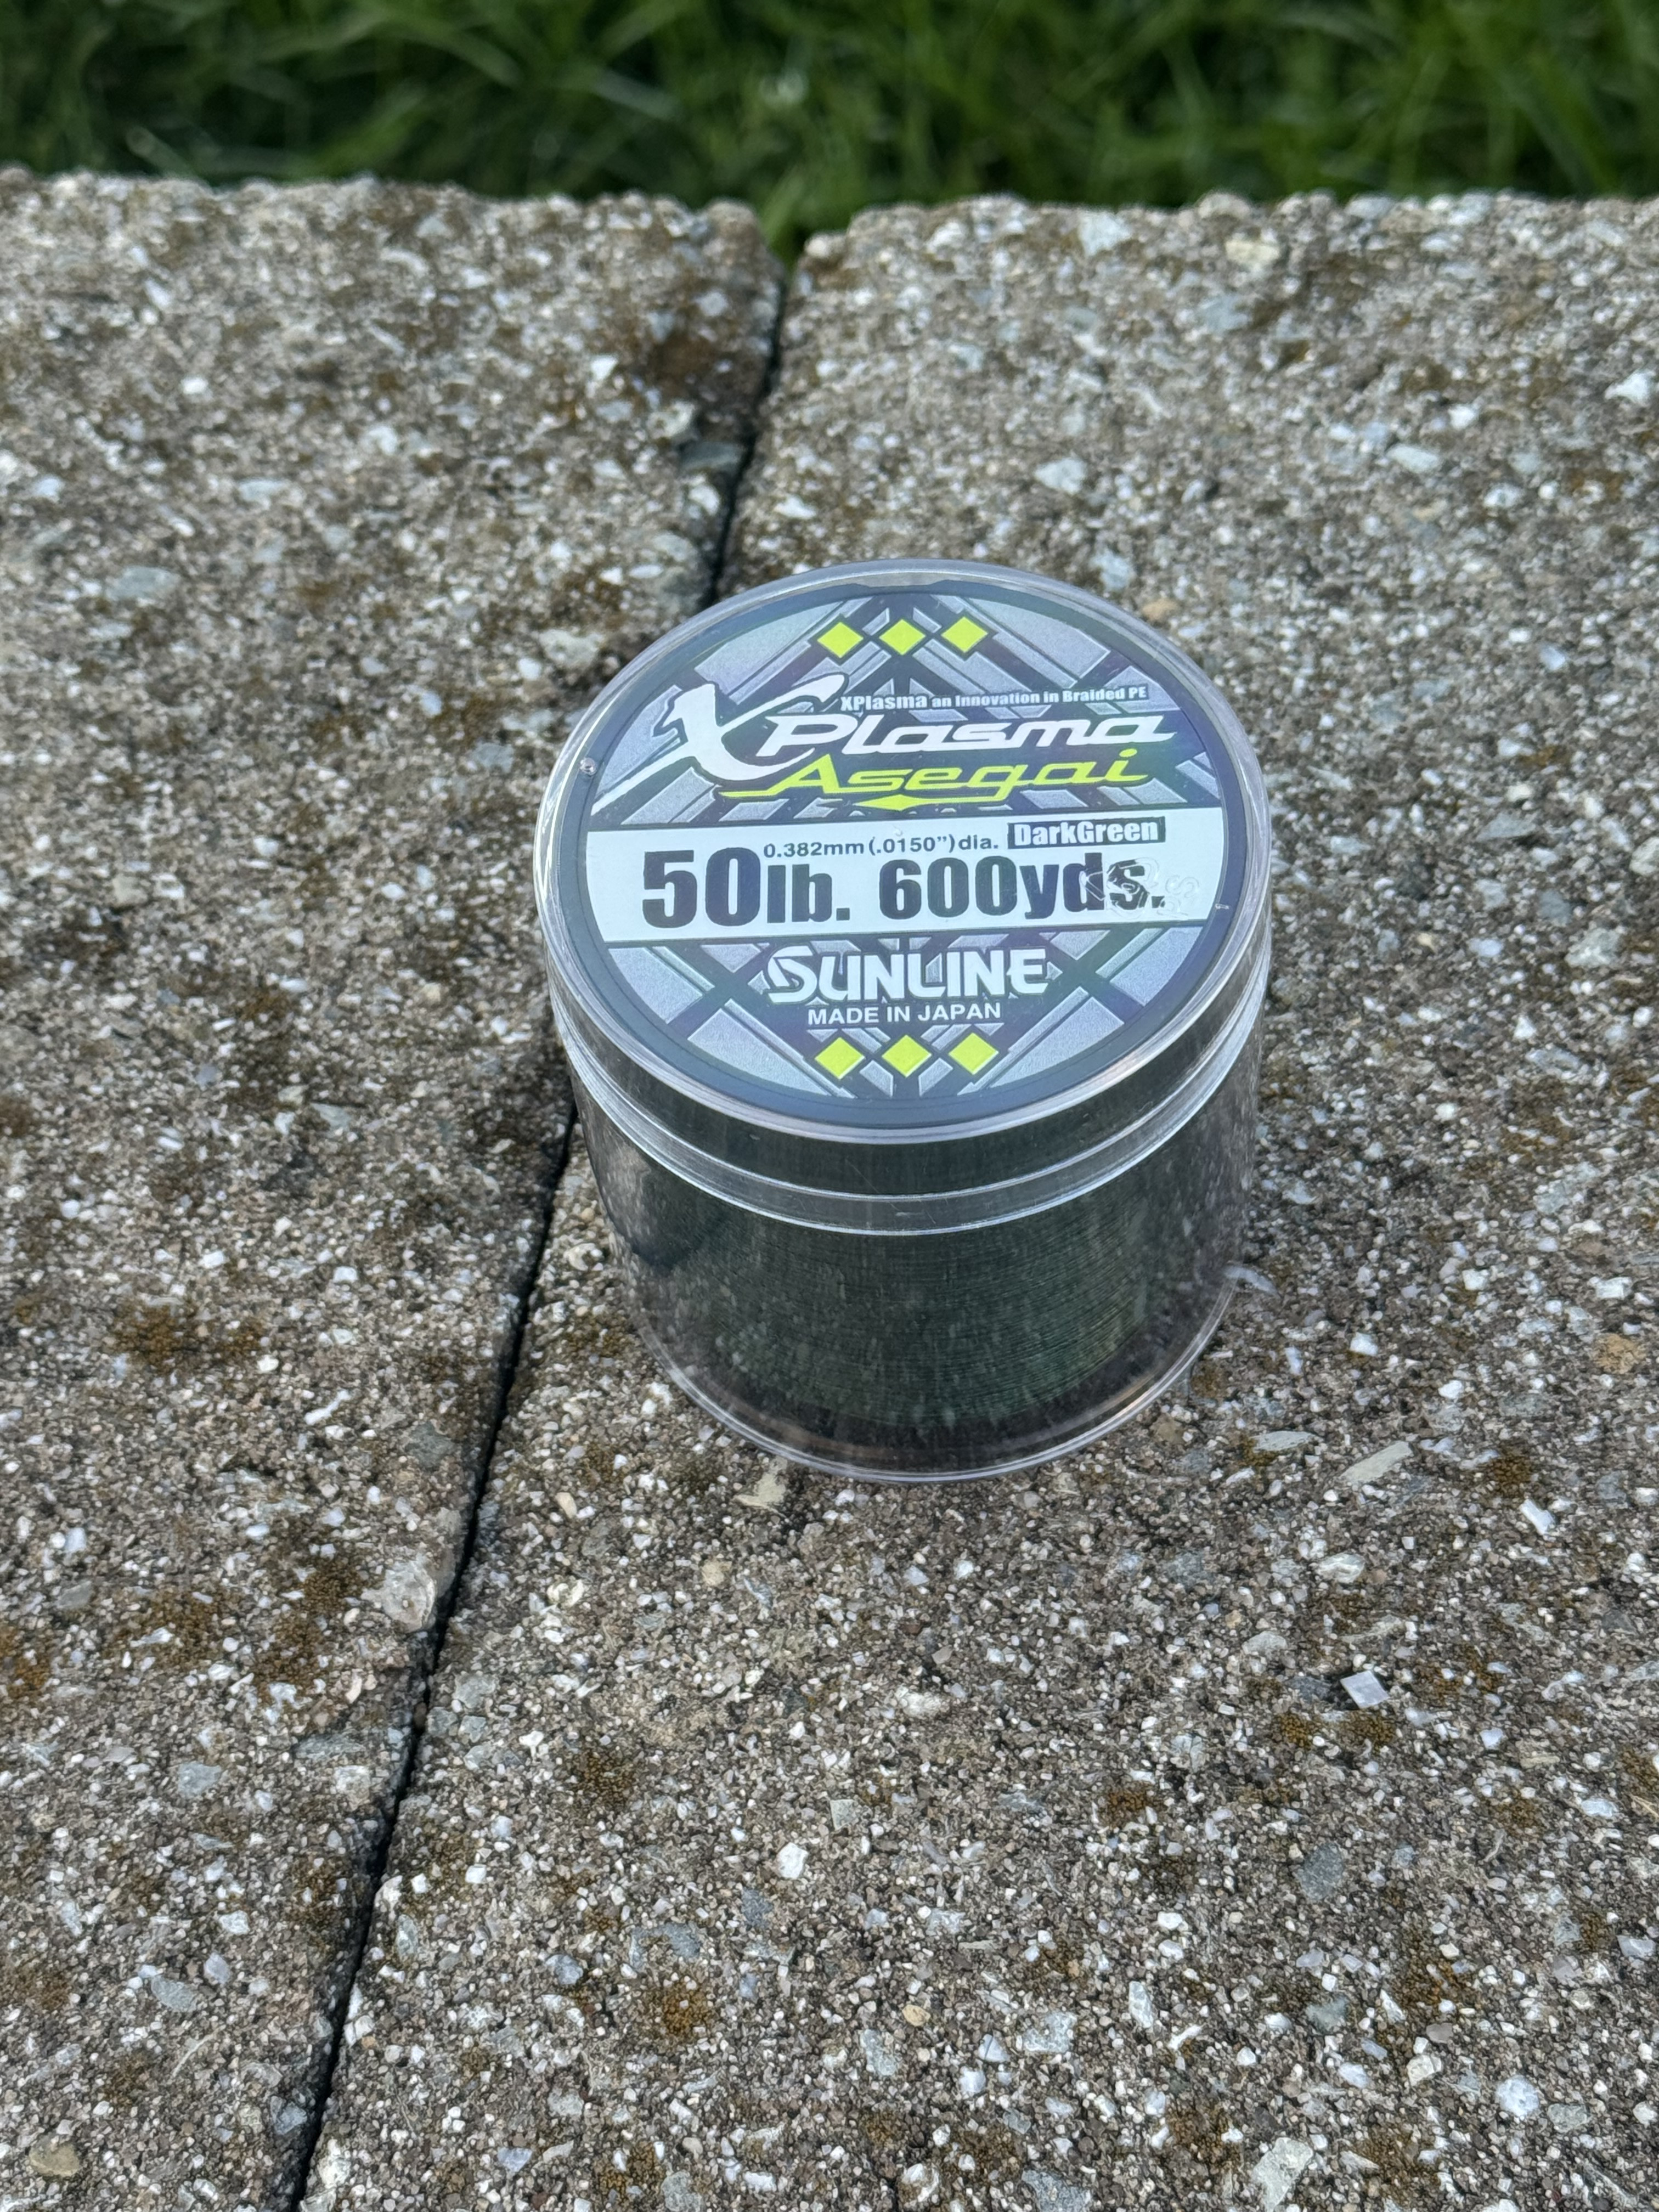 XPlasma an Innovation in Braided PE
XPlasma
Asegai
0.382mm(.0150")dia. DarkGreen
50lb. 600yds.
SUNLINE
MADE IN JAPAN